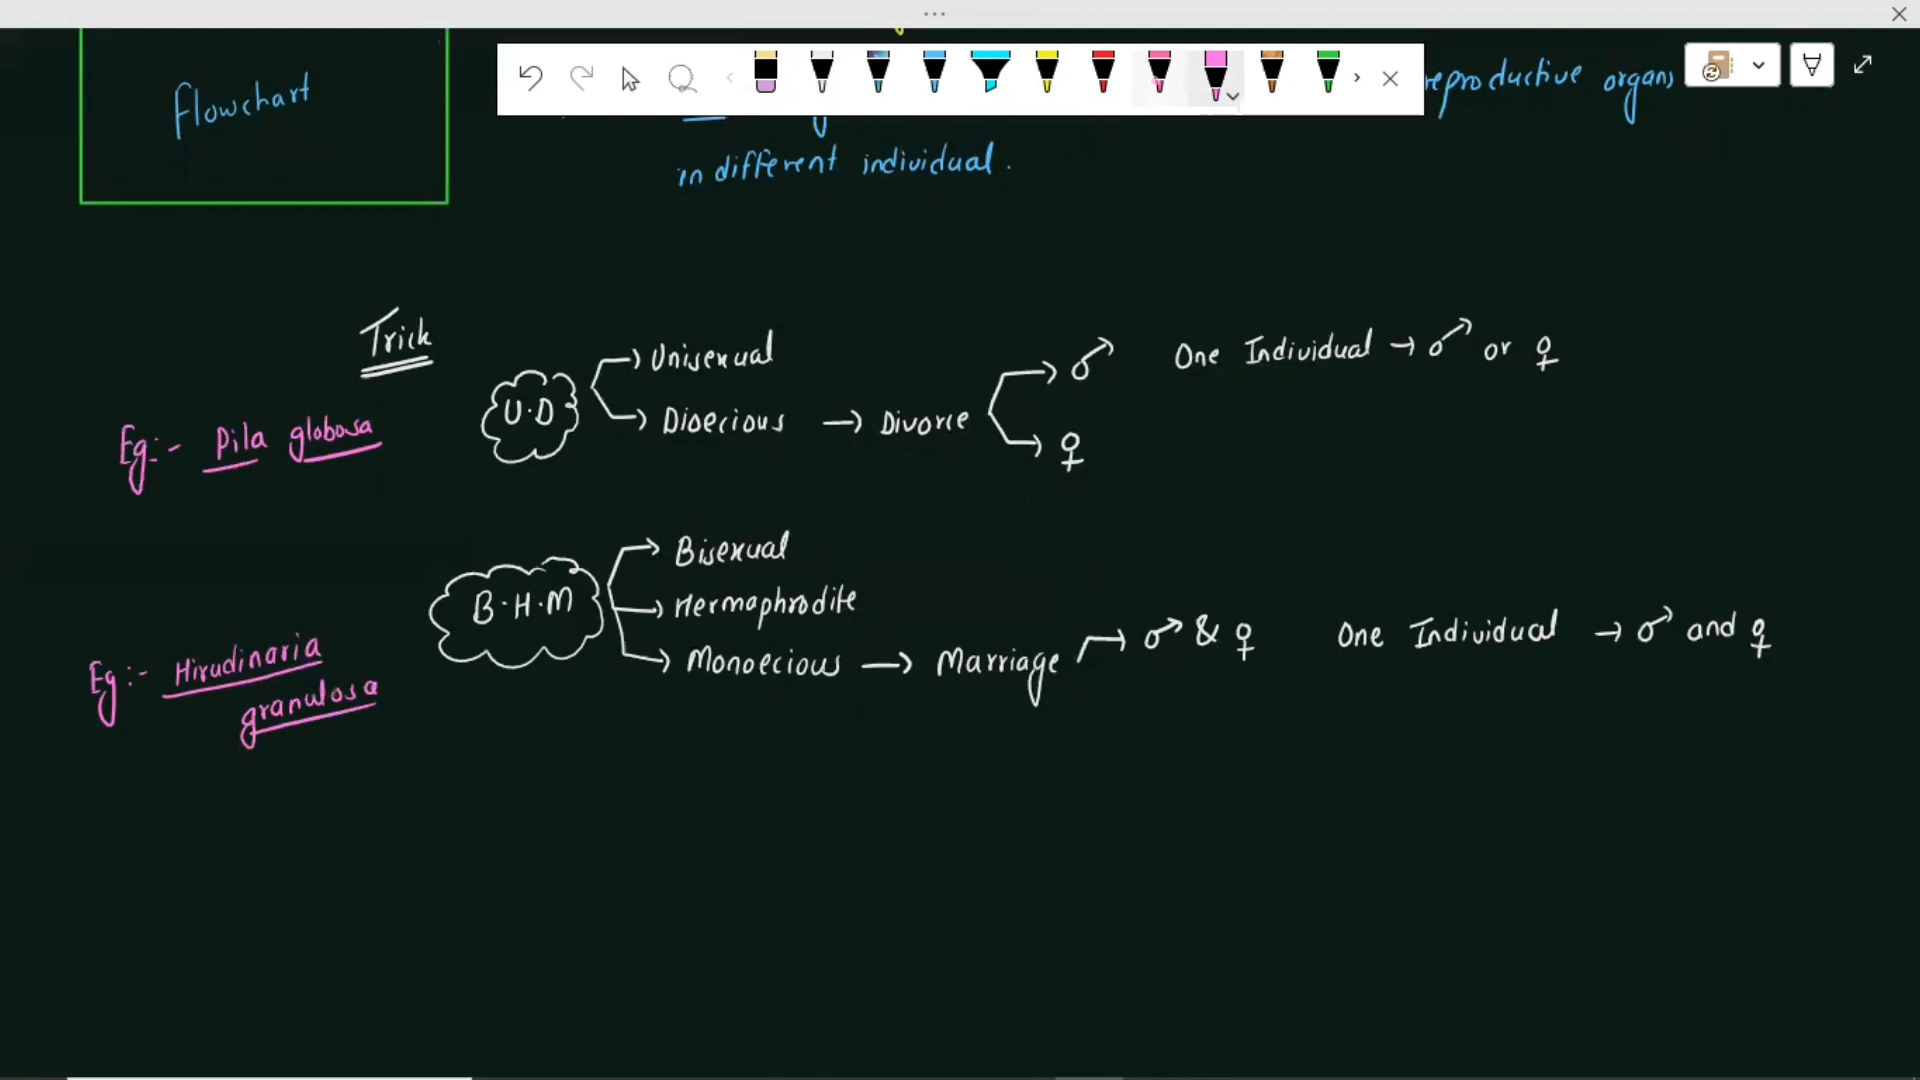 Flowchart
reproductive organs
in different individual.
Trick
U.D
Unisexual
Dioecious → Divorce
♂
♀
One Individual → ♂ or ♀
Eg:- Pila globosa
B.H.M
Bisexual
Hermaphrodite
Monoecious → Marriage → ♂ & ♀
One Individual → ♂ and ♀
Eg:- Hirudinaria
granulosa